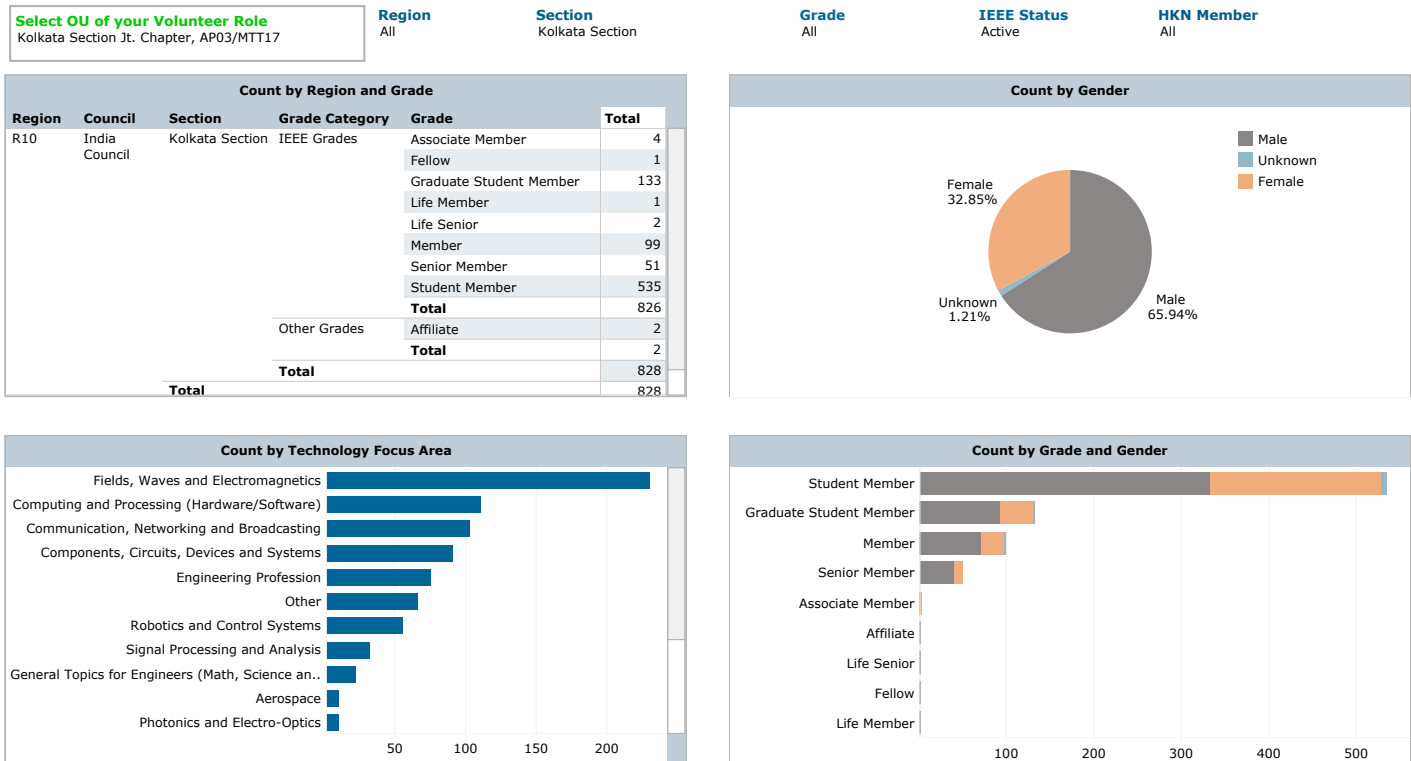 Select OU of your Volunteer Role
Kolkata Section Jt. Chapter, AP03/MTT17
Region
All
Section
Kolkata Section
Grade
All
IEEE Status
Active
HKN Member
All
Count by Region and Grade
Region Council Section Grade Category Grade Total
R10 India Council Kolkata Section IEEE Grades Associate Member 4
Fellow 1
Graduate Student Member 133
Life Member 1
Life Senior 2
Member 99
Senior Member 51
Student Member 535
Total 826
Other Grades Affiliate 2
Total 2
Total 828
Total 828
Count by Gender
Male
Unknown
Female
Female
32.85%
Unknown
1.21%
Male
65.94%
Count by Technology Focus Area
Fields, Waves and Electromagnetics
Computing and Processing (Hardware/Software)
Communication, Networking and Broadcasting
Components, Circuits, Devices and Systems
Engineering Profession
Other
Robotics and Control Systems
Signal Processing and Analysis
General Topics for Engineers (Math, Science an..
Aerospace
Photonics and Electro-Optics
50 100 150 200
Count by Grade and Gender
Student Member
Graduate Student Member
Member
Senior Member
Associate Member
Affiliate
Life Senior
Fellow
Life Member
100 200 300 400 500